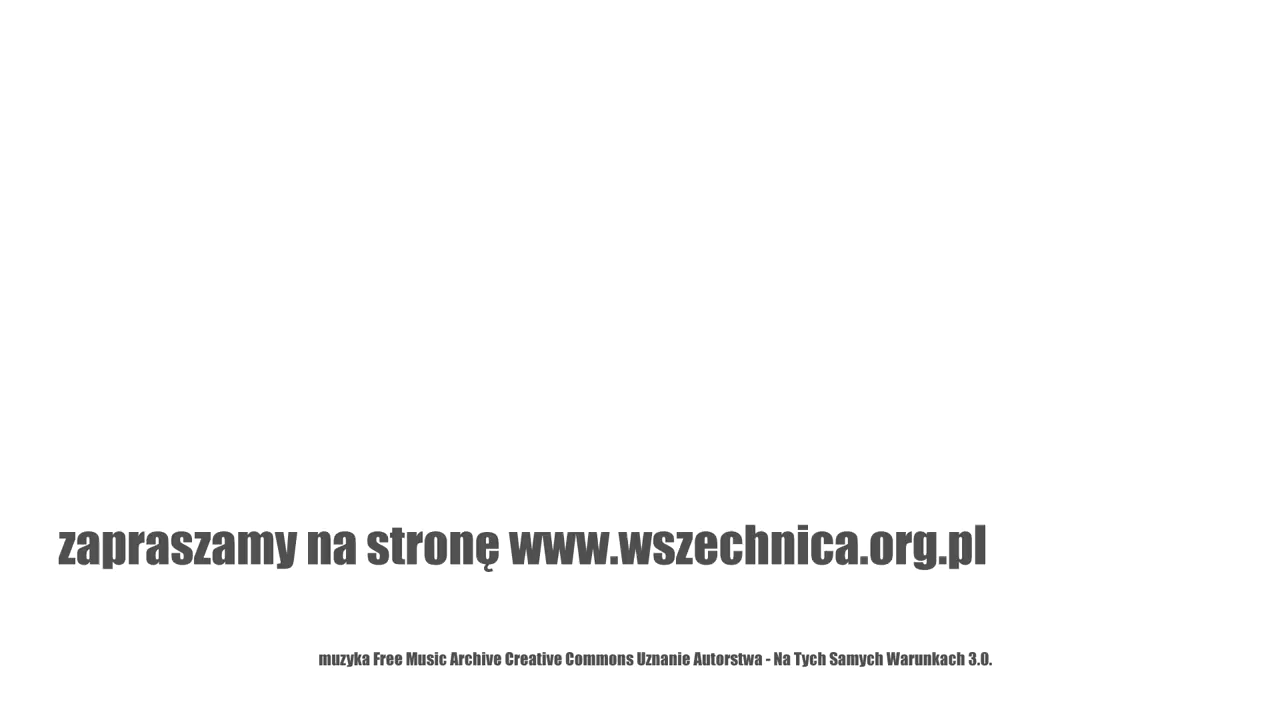 zapraszamy na stronę www.wszechnica.org.pl
muzyka Free Music Archive Creative Commons Uznanie Autorstwa - Na Tych Samych Warunkach 3.0.